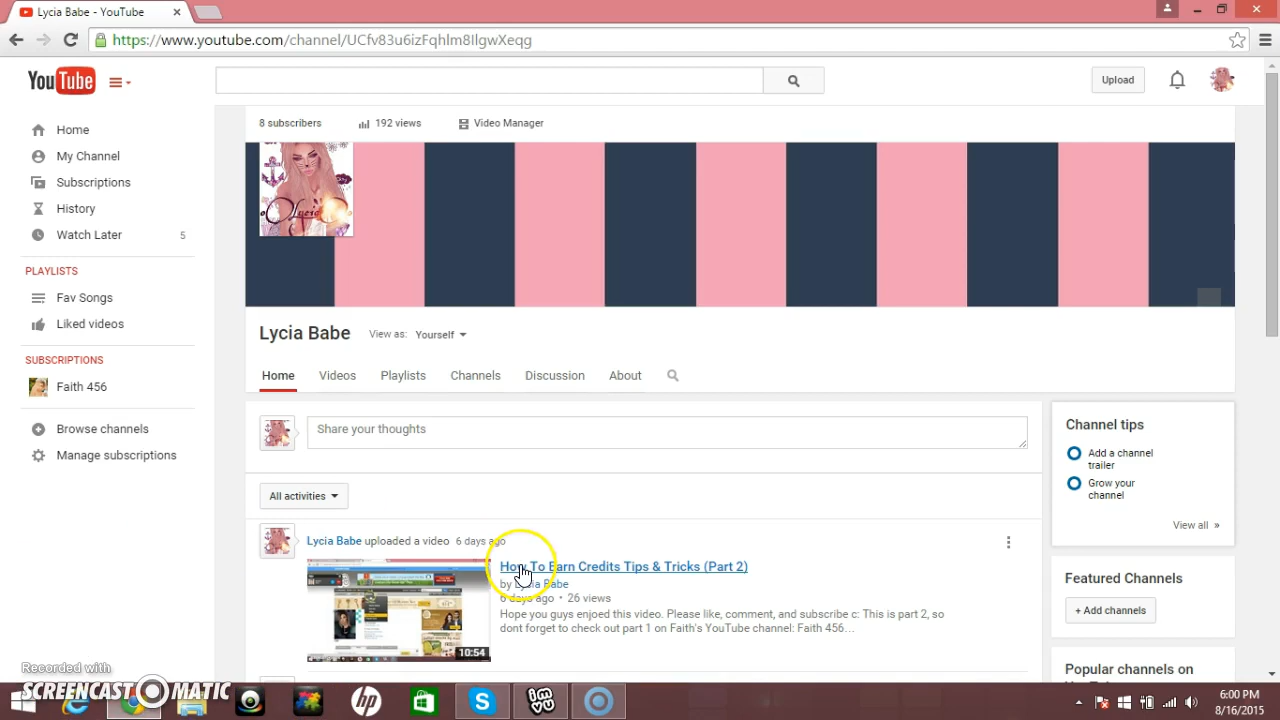 Lycia Babe - YouTube
https://www.youtube.com/channel/UCfv83u6izFqhlm8IlgwXeqg
YouTube
Upload
8 subscribers
192 views
Video Manager
Home
My Channel
Subscriptions
History
Watch Later 5
PLAYLISTS
Fav Songs
Liked videos
SUBSCRIPTIONS
Faith 456
Browse channels
Manage subscriptions
Lycia Babe
View as: Yourself
Home Videos Playlists Channels Discussion About
Share your thoughts
All activities
Lycia Babe uploaded a video 6 days ago
How To Earn Credits Tips & Tricks (Part 2)
by Lycia Babe
6 days ago • 26 views
Hope you guys enjoed this video. Please like, comment, and subscribe c: This is part 2, so
dont forget to check out part 1 on Faith's YouTube channel: Faith 456...
10:54
Channel tips
Add a channel
trailer
Grow your
channel
View all »
Featured Channels
+ Add channels
Popular channels on
Recorded with
SCREENCAST-O-MATIC
hp
S
imvu
6:00 PM
8/16/2015